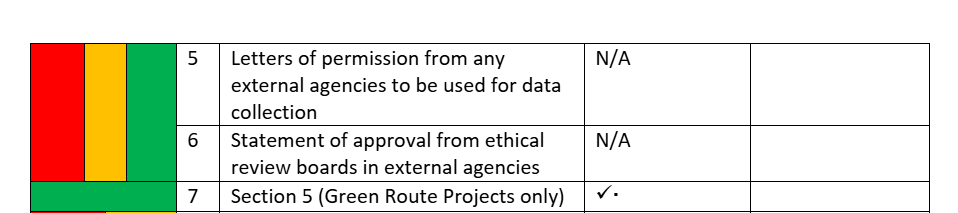 5 Letters of permission from any N/A
external agencies to be used for data
collection
6 Statement of approval from ethical N/A
review boards in external agencies
7 Section 5 (Green Route Projects only) ✓.